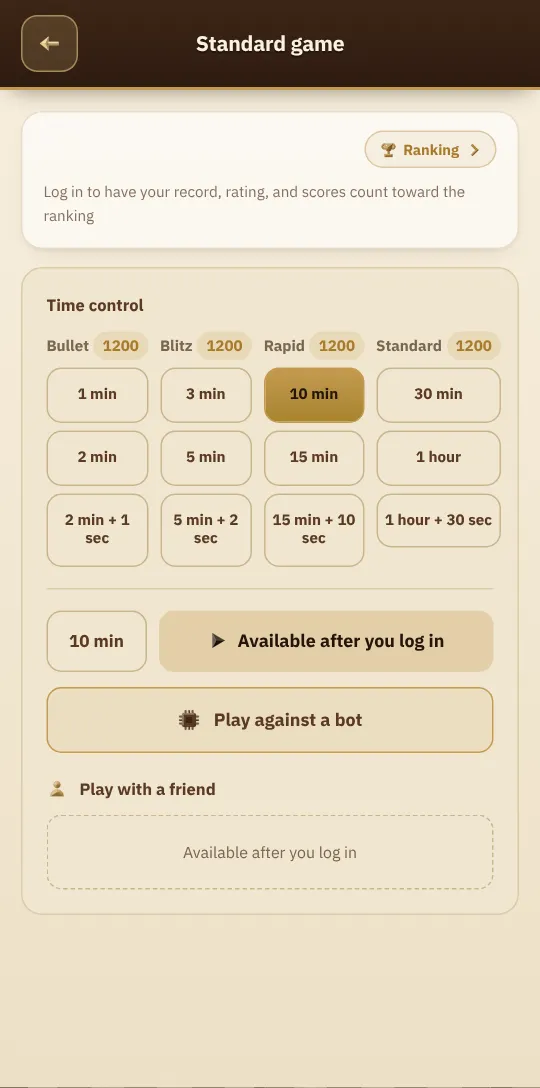 Standard game
Ranking
Log in to have your record, rating, and scores count toward the
ranking
Time control
Bullet 1200 Blitz 1200 Rapid 1200 Standard 1200
1 min 3 min 10 min 30 min
2 min 5 min 15 min 1 hour
2 min + 1
sec
5 min + 2
sec
15 min + 10
sec
1 hour + 30 sec
10 min
Available after you log in
Play against a bot
Play with a friend
Available after you log in